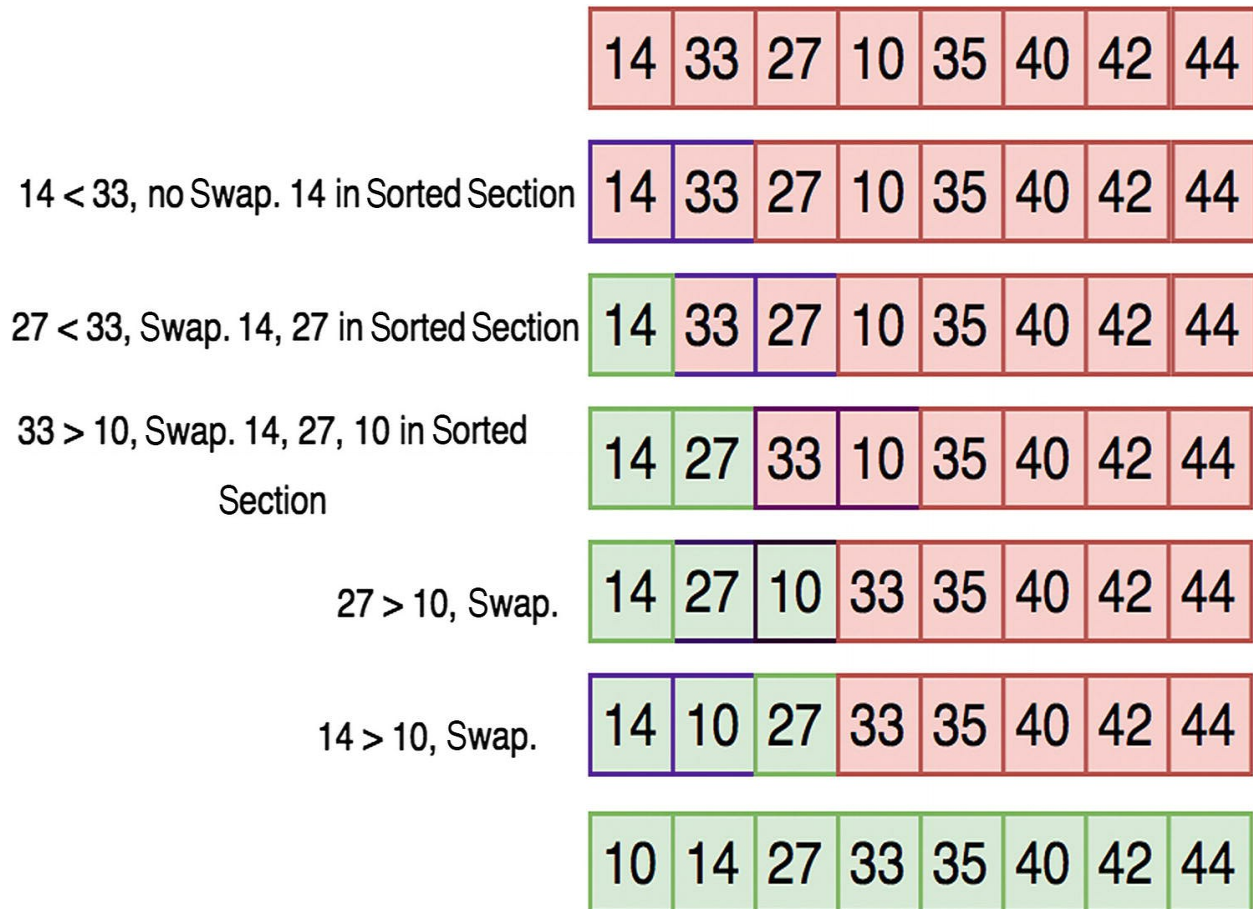 14 33 27 10 35 40 42 44
14 < 33, no Swap. 14 in Sorted Section 14 33 27 10 35 40 42 44
27 < 33, Swap. 14, 27 in Sorted Section 14 33 27 10 35 40 42 44
33 > 10, Swap. 14, 27, 10 in Sorted
Section
14 27 33 10 35 40 42 44
27 > 10, Swap. 14 27 10 33 35 40 42 44
14 > 10, Swap. 14 10 27 33 35 40 42 44
10 14 27 33 35 40 42 44